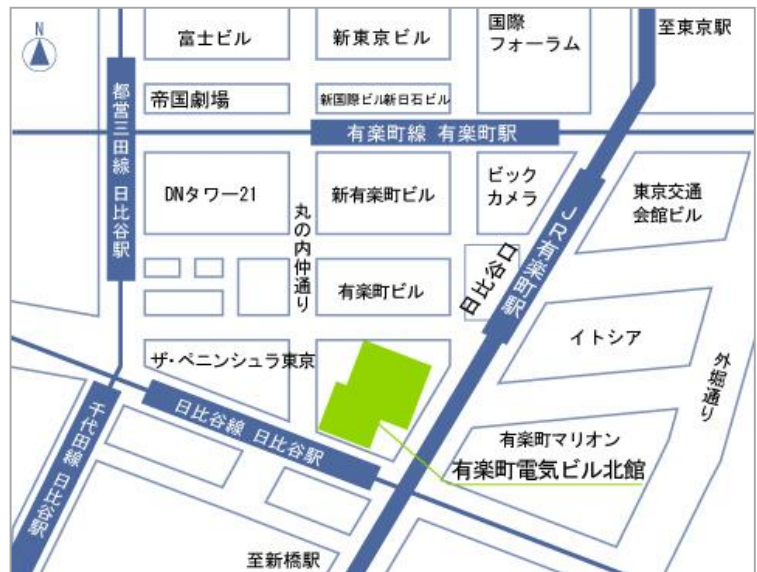 N
富士ビル
新東京ビル
国際
フォーラム
至東京駅
帝国劇場
新国際ビル新日石ビル
都営三田線 日比谷駅
有楽町線 有楽町駅
DNタワー21
新有楽町ビル
ビック
カメラ
東京交通
会館ビル
丸の内仲通り
JR有楽町駅
日比谷口
有楽町ビル
イトシア
ザ・ペニンシュラ東京
外堀通り
日比谷線 日比谷駅
千代田線 日比谷駅
有楽町マリオン
有楽町電気ビル北館
至新橋駅